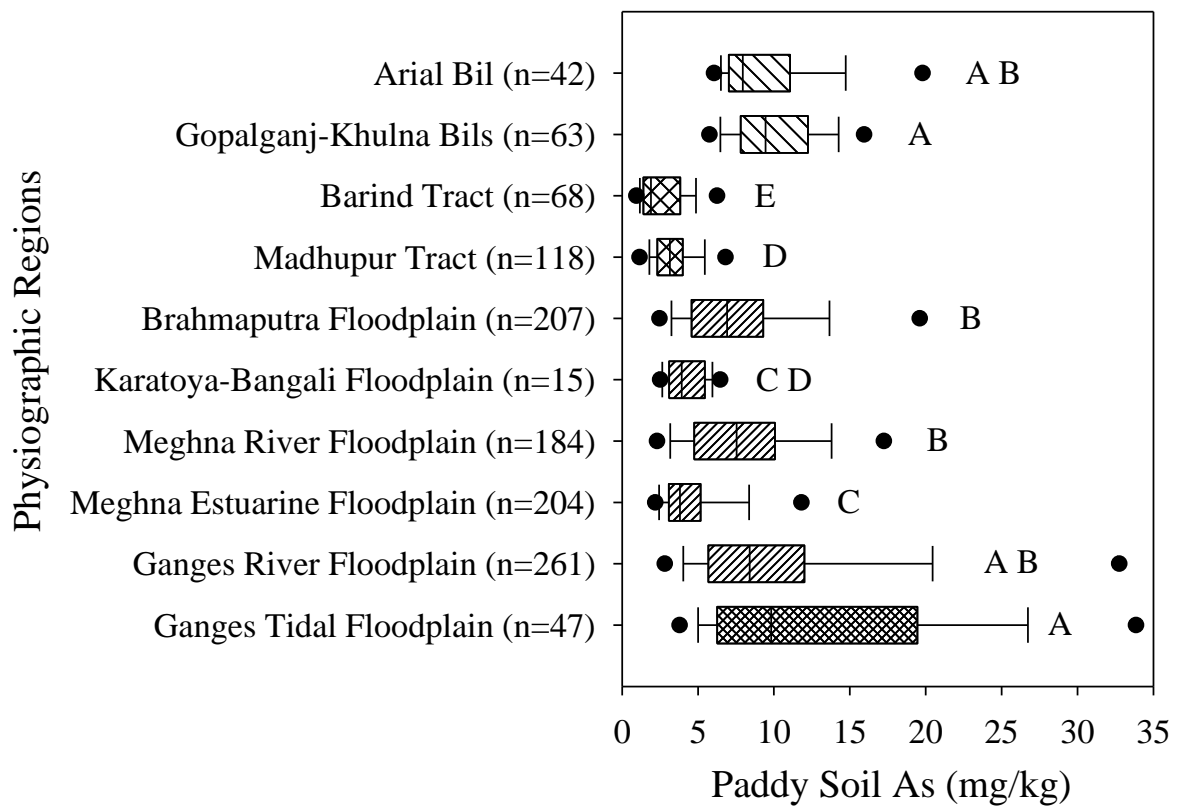 Physiographic Regions
Arial Bil (n=42)
A B
Gopalganj-Khulna Bils (n=63)
A
Barind Tract (n=68)
E
Madhupur Tract (n=118)
D
Brahmaputra Floodplain (n=207)
B
Karatoya-Bangali Floodplain (n=15)
C D
Meghna River Floodplain (n=184)
B
Meghna Estuarine Floodplain (n=204)
C
Ganges River Floodplain (n=261)
A B
Ganges Tidal Floodplain (n=47)
A
0 5 10 15 20 25 30 35
Paddy Soil As (mg/kg)